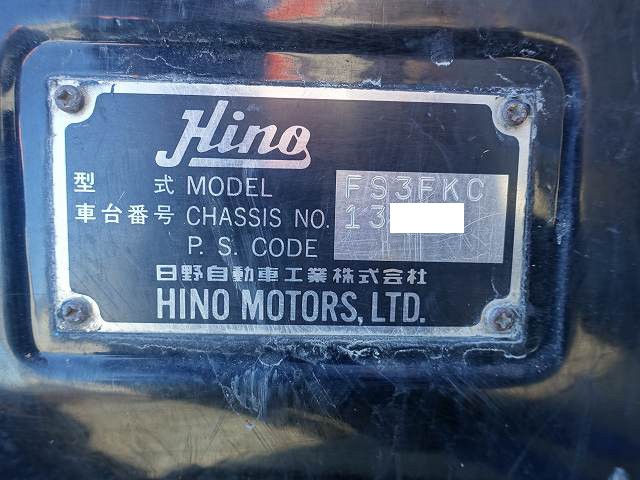 Hino
型 式 MODEL FS3FKC
車台番号 CHASSIS NO. 13
P. S. CODE
日野自動車工業株式会社
HINO MOTORS, LTD.